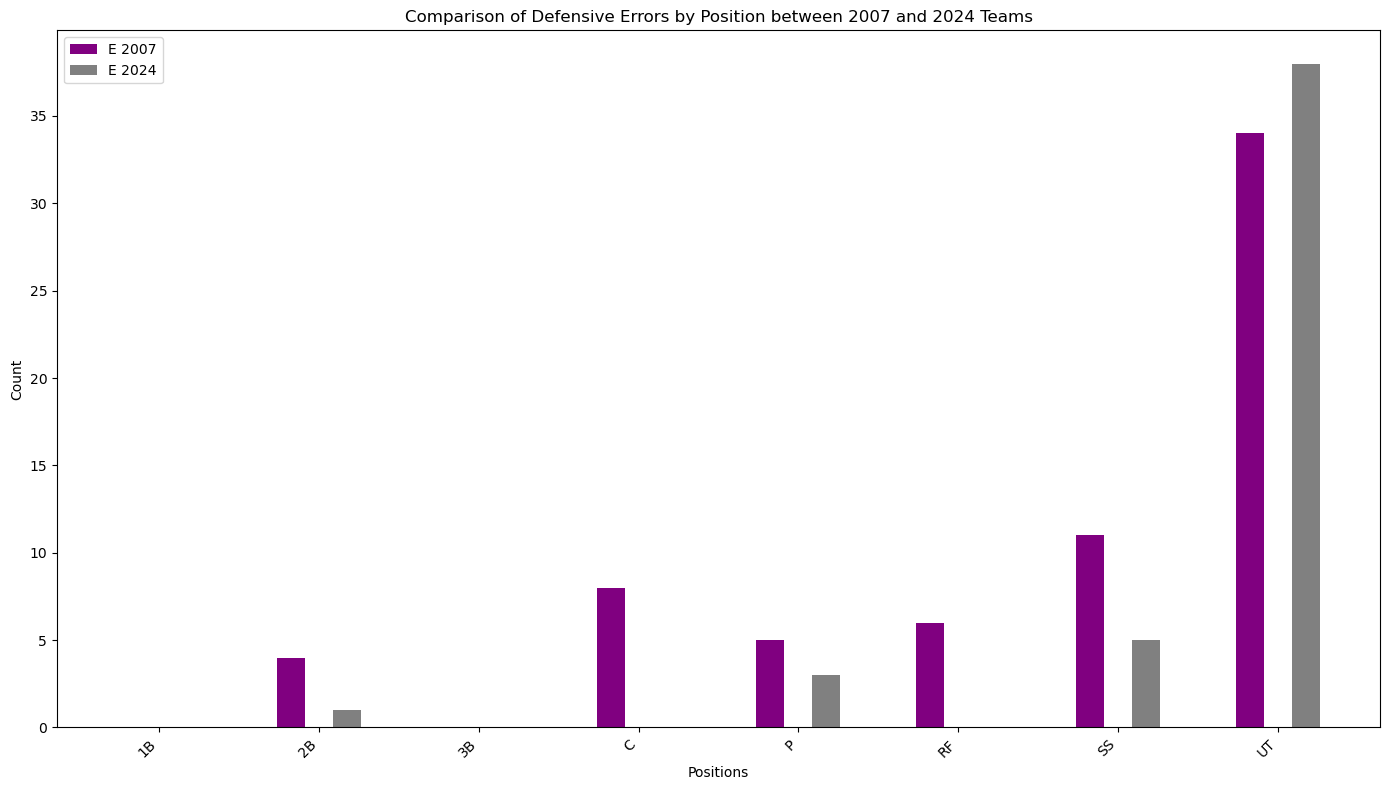 Comparison of Defensive Errors by Position between 2007 and 2024 Teams
E 2007
E 2024
35
30
25
20
15
10
5
0
Count
1B
2B
3B
C
P
RF
SS
UT
Positions